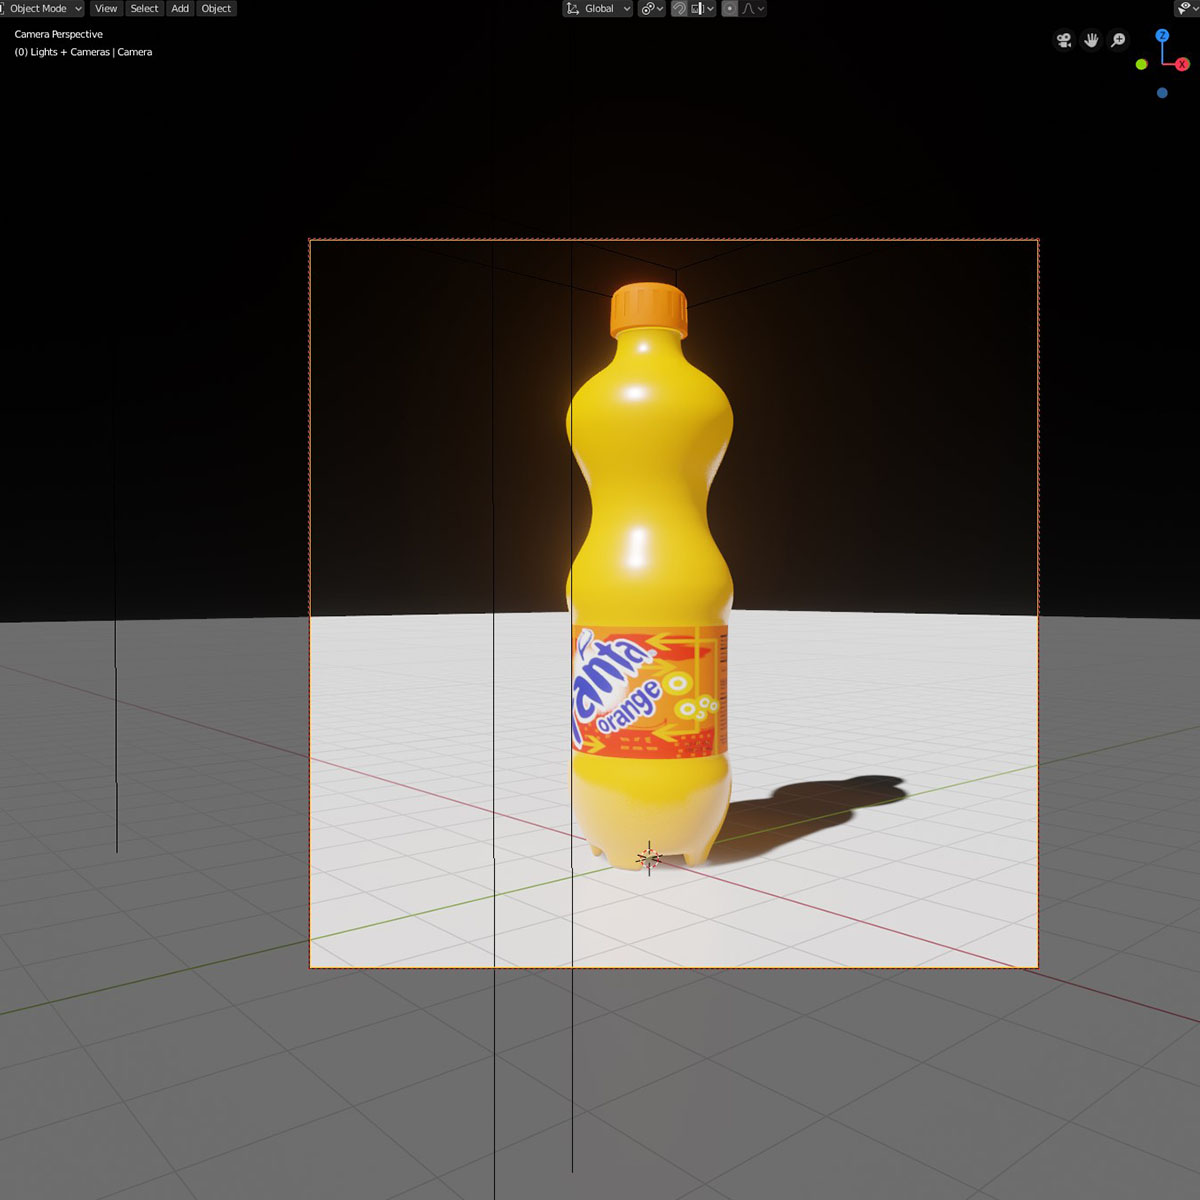 Object Mode View Select Add Object Global
Camera Perspective
(0) Lights + Cameras | Camera
Z
X
Fanta
orange